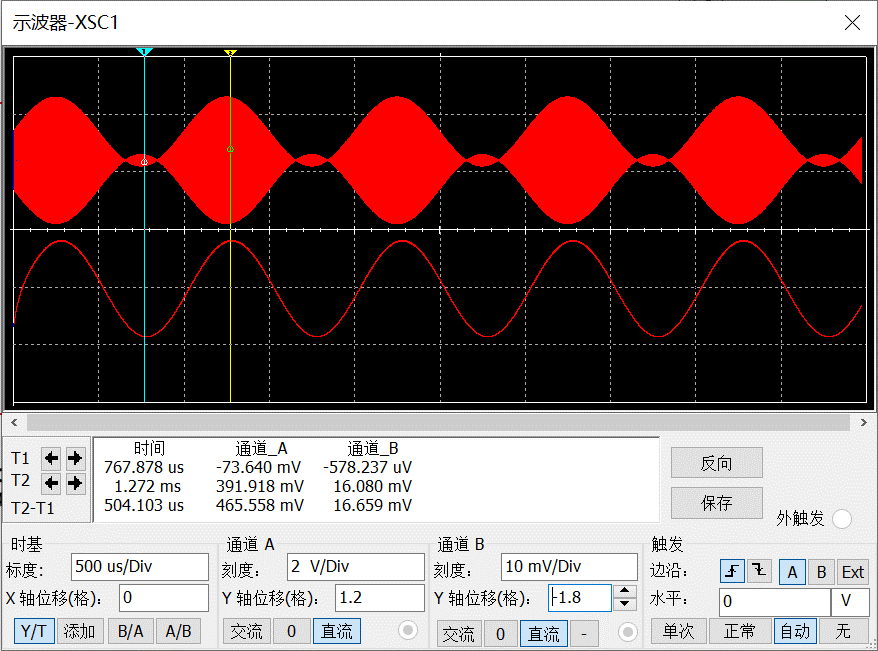 示波器-XSC1
1
2
T1
T2
T2-T1
时间 通道_A 通道_B
767.878 us -73.640 mV -578.237 uV
1.272 ms 391.918 mV 16.080 mV
504.103 us 465.558 mV 16.659 mV
反向
保存
外触发
时基
标度: 500 us/Div
X 轴位移(格): 0
Y/T 添加 B/A A/B
通道 A
刻度: 2 V/Div
Y 轴位移(格): 1.2
交流 0 直流
通道 B
刻度: 10 mV/Div
Y 轴位移(格): -1.8
交流 0 直流 -
触发
边沿: A B Ext
水平: 0 V
单次 正常 自动 无